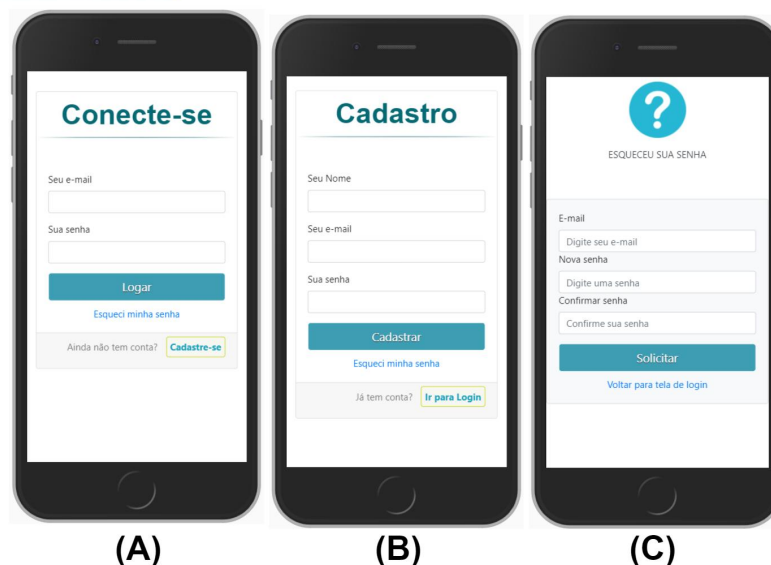 Conecte-se
Seu e-mail
Sua senha
Logar
Esqueci minha senha
Ainda não tem conta? Cadastre-se
(A)
Cadastro
Seu Nome
Seu e-mail
Sua senha
Cadastrar
Esqueci minha senha
Já tem conta? Ir para Login
(B)
?
ESQUECEU SUA SENHA
E-mail
Digite seu e-mail
Nova senha
Digite uma senha
Confirmar senha
Confirme sua senha
Solicitar
Voltar para tela de login
(C)